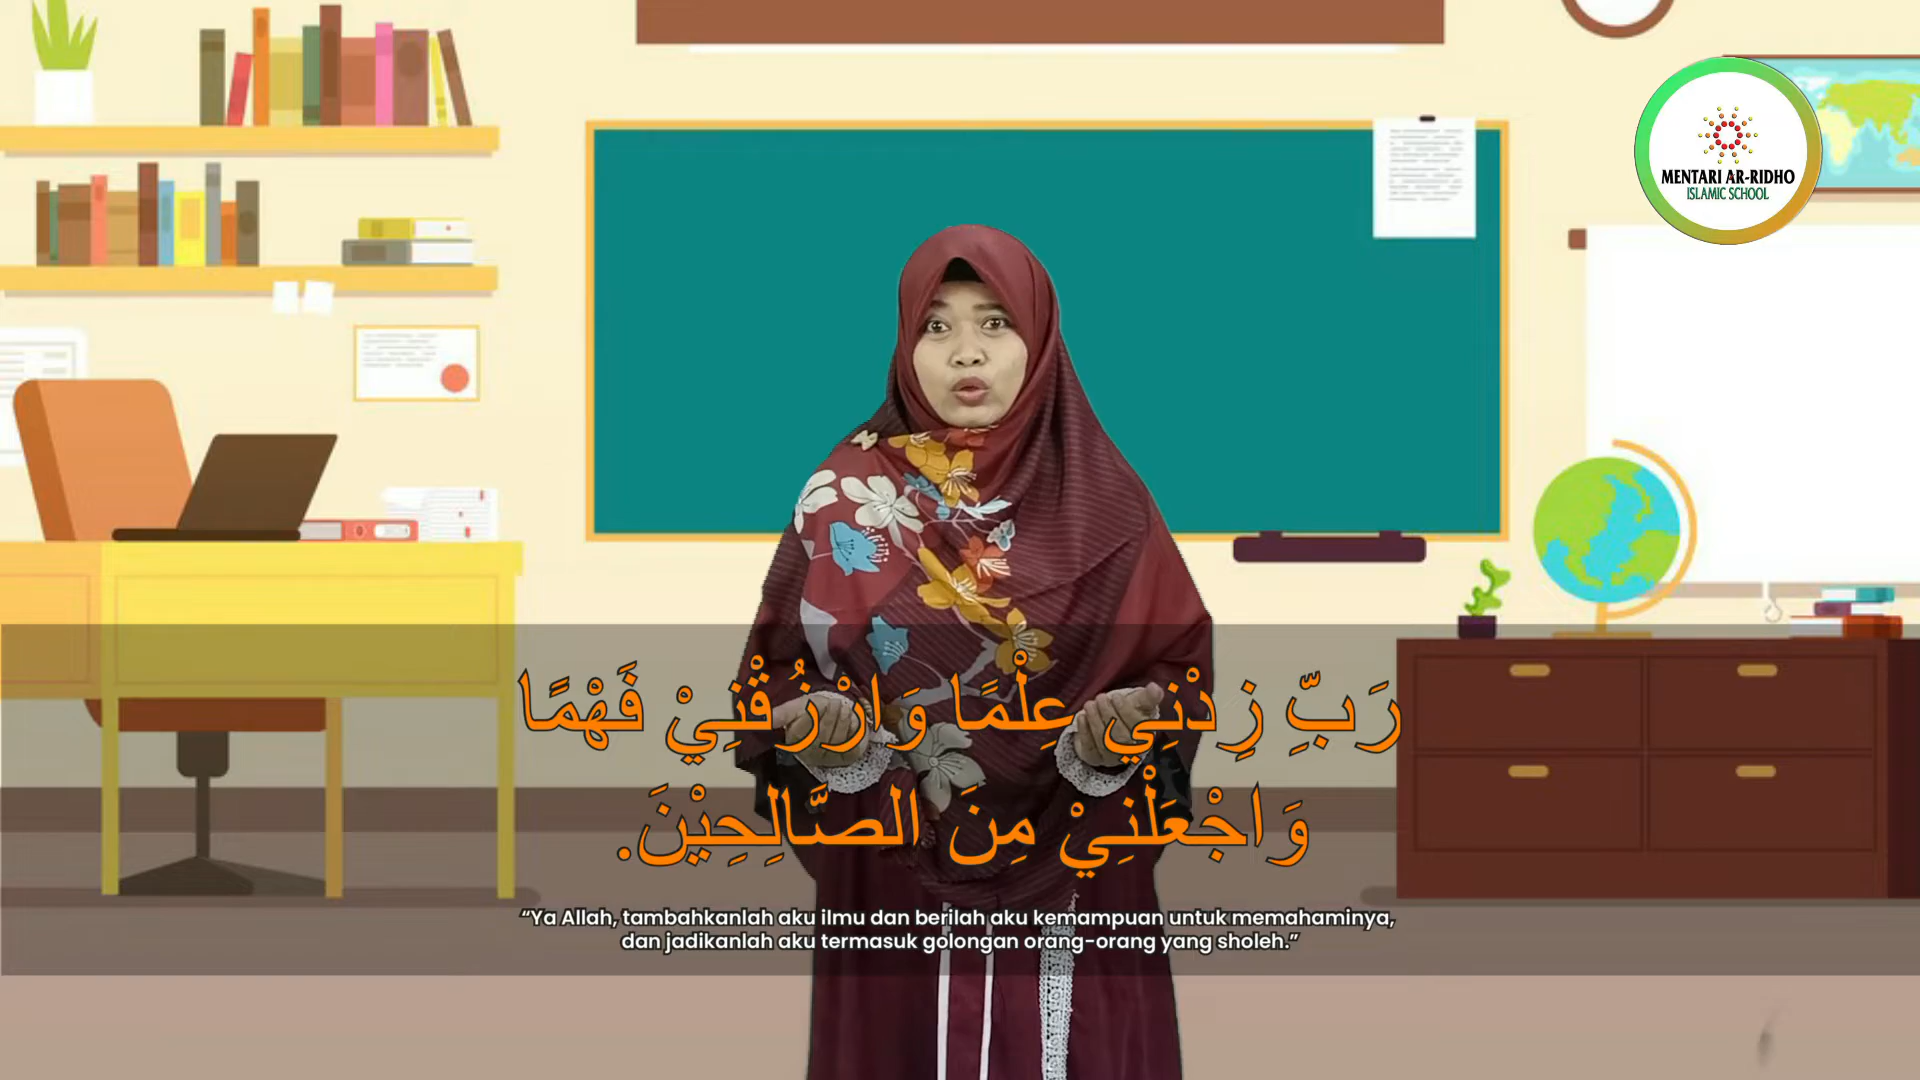 MENTARI AR-RIDHO
ISLAMIC SCHOOL
رَبِّ زِدْنِي عِلْمًا وَارْزُقْنِيْ فَهْمًا
وَاجْعَلْنِيْ مِنَ الصَّالِحِيْنَ.
“Ya Allah, tambahkanlah aku ilmu dan berilah aku kemampuan untuk memahaminya,
dan jadikanlah aku termasuk golongan orang-orang yang sholeh.”